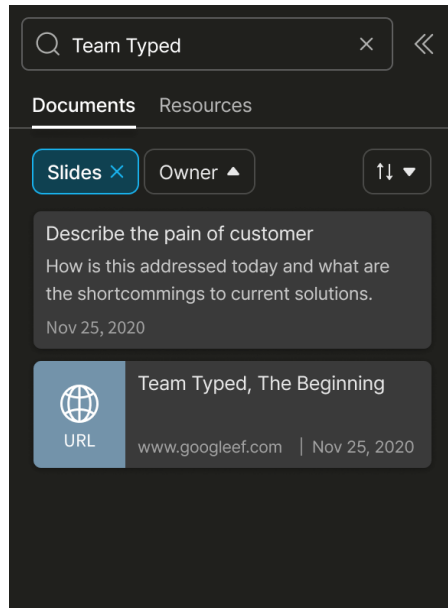 Team Typed
Documents Resources
Slides Owner
Describe the pain of customer
How is this addressed today and what are
the shortcommings to current solutions.
Nov 25, 2020
Team Typed, The Beginning
URL
www.googleef.com | Nov 25, 2020